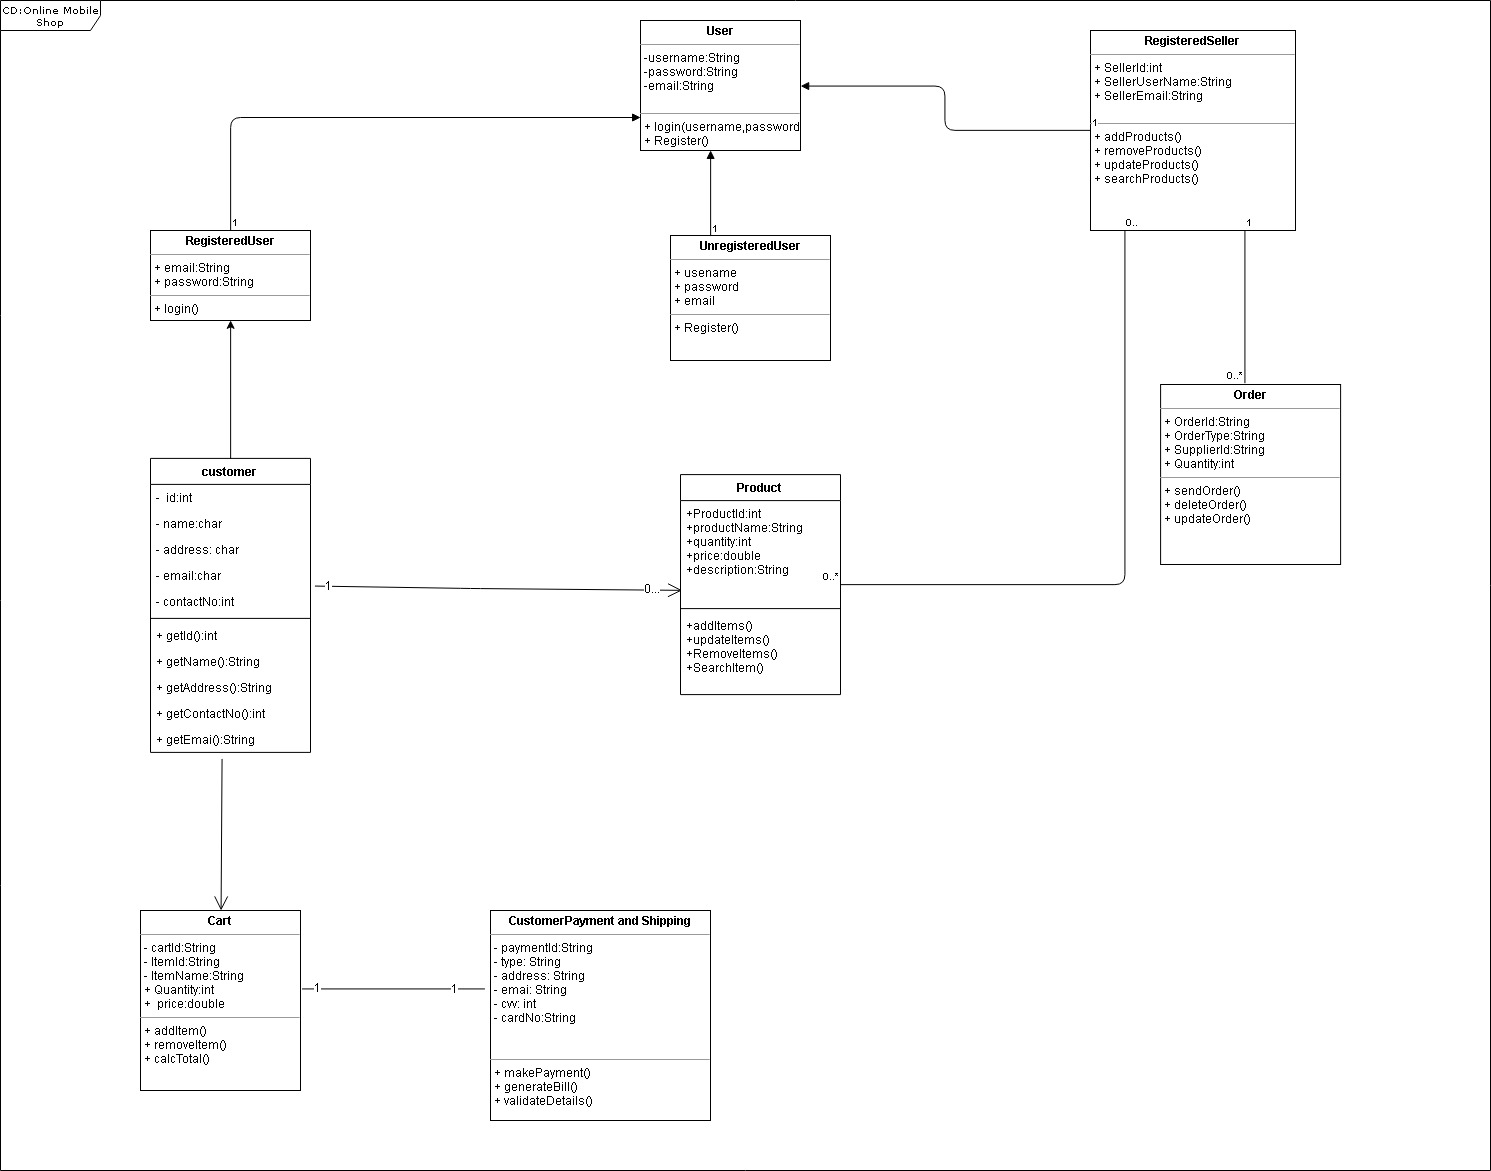 CD:Online Mobile
Shop
User
-username:String
-password:String
-email:String
+ login(username,password
+ Register()
RegisteredSeller
+ SellerId:int
+ SellerUserName:String
+ SellerEmail:String
1
+ addProducts()
+ removeProducts()
+ updateProducts()
+ searchProducts()
0..
1
1
RegisteredUser
+ email:String
+ password:String
+ login()
1
UnregisteredUser
+ usename
+ password
+ email
+ Register()
0..*
Order
+ OrderId:String
+ OrderType:String
+ SupplierId:String
+ Quantity:int
+ sendOrder()
+ deleteOrder()
+ updateOrder()
customer
- id:int
- name:char
- address: char
- email:char
- contactNo:int
+ getId():int
+ getName():String
+ getAddress():String
+ getContactNo():int
+ getEmai():String
1
0...
Product
+ProductId:int
+productName:String
+quantity:int
+price:double
+description:String
0..*
+addItems()
+updateItems()
+RemoveItems()
+SearchItem()
Cart
- cartId:String
- ItemId:String
- ItemName:String
+ Quantity:int
+ price:double
+ addItem()
+ removeItem()
+ calcTotal()
1
1
CustomerPayment and Shipping
- paymentId:String
- type: String
- address: String
- emai: String
- cvv: int
- cardNo:String
+ makePayment()
+ generateBill()
+ validateDetails()